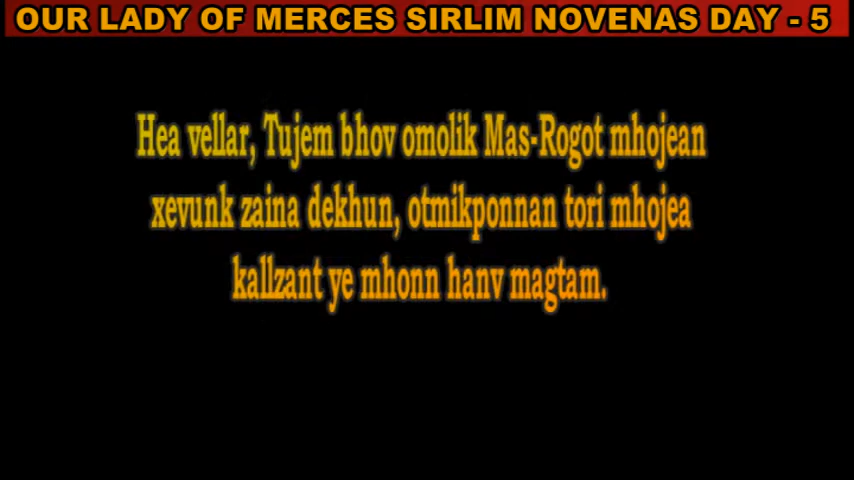 OUR LADY OF MERCES SIRLIM NOVENAS DAY - 5
Hea vellar, Tujem bhov omolik Mas-Rogot mhojean
xevunk zaina dekhun, otmikponnan tori mhojea
kallzant ye mhonn hanv magtam.